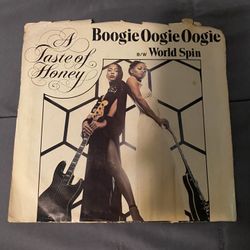 A
Taste of
Honey
Boogie Oogie Oogie
B/W World Spin